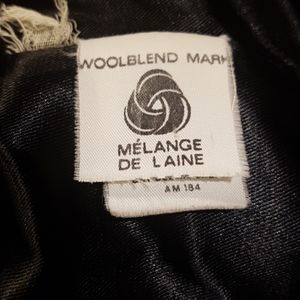 WOOLBLEND MARK
MÉLANGE
DE LAINE
AM 184